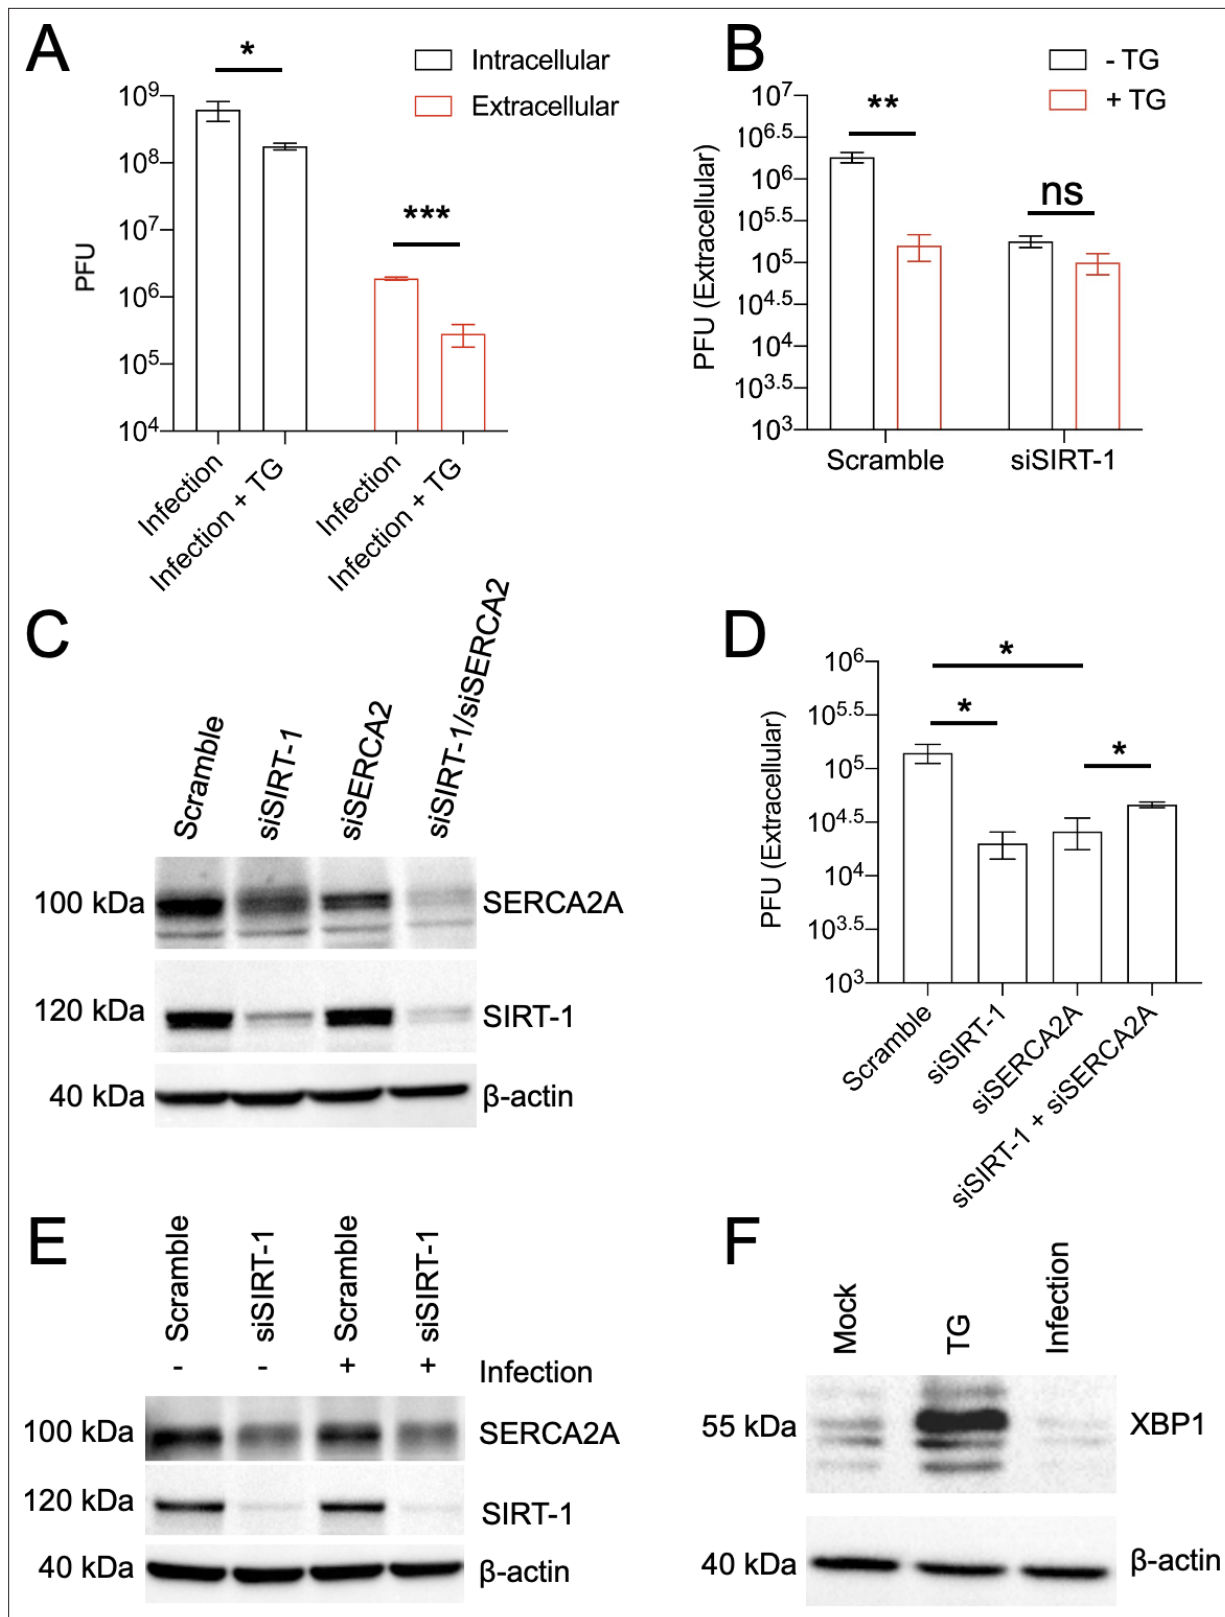 A
*
Intracellular
Extracellular
10^9
10^8
10^7
10^6
10^5
10^4
PFU
***
Infection
Infection + TG
Infection
Infection + TG
B
- TG
+ TG
**
ns
10^7
10^6.5
10^6
10^5.5
10^5
10^4.5
10^4
10^3.5
10^3
PFU (Extracellular)
Scramble
siSIRT-1
C
Scramble
siSIRT-1
siSERCA2
siSIRT-1/siSERCA2
100 kDa
SERCA2A
120 kDa
SIRT-1
40 kDa
β-actin
D
*
*
*
10^6
10^5.5
10^5
10^4.5
10^4
10^3.5
10^3
PFU (Extracellular)
Scramble
siSIRT-1
siSERCA2A
siSIRT-1 + siSERCA2A
E
Scramble
siSIRT-1
Scramble
siSIRT-1
- - + + Infection
100 kDa
SERCA2A
120 kDa
SIRT-1
40 kDa
β-actin
F
Mock
TG
Infection
55 kDa
XBP1
40 kDa
β-actin